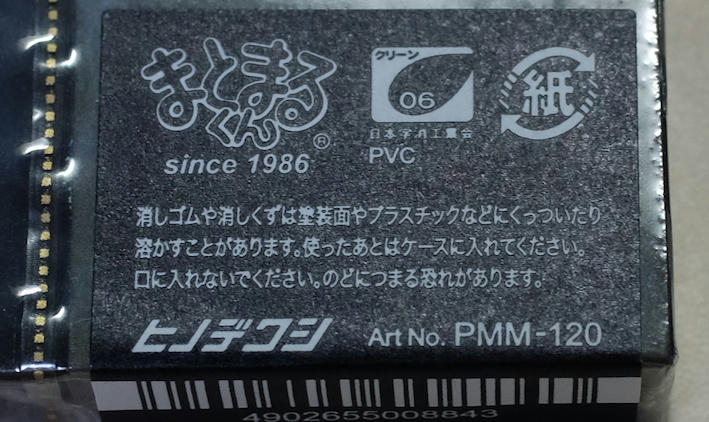 まとまるくん®
since 1986
クリーン
06
日本字消工業会
PVC
紙
消しゴムや消しくずは塗装面やプラスチックなどにくっついたり
溶かすことがあります。使ったあとはケースに入れてください。
口に入れないでください。のどにつまる恐れがあります。
ヒノデワシ
Art No. PMM-120
4902655008843